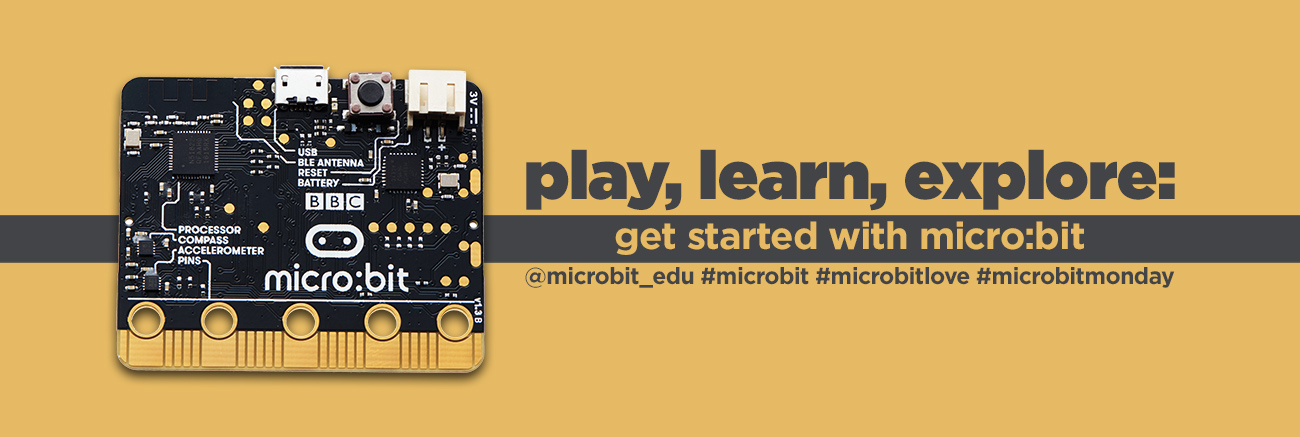 3V
USB
BLE ANTENNA
RESET
BATTERY
BBC
PROCESSOR
COMPASS
ACCELEROMETER
PINS
micro:bit
V1.3 B
play, learn, explore:
get started with micro:bit
@microbit_edu #microbit #microbitlove #microbitmonday